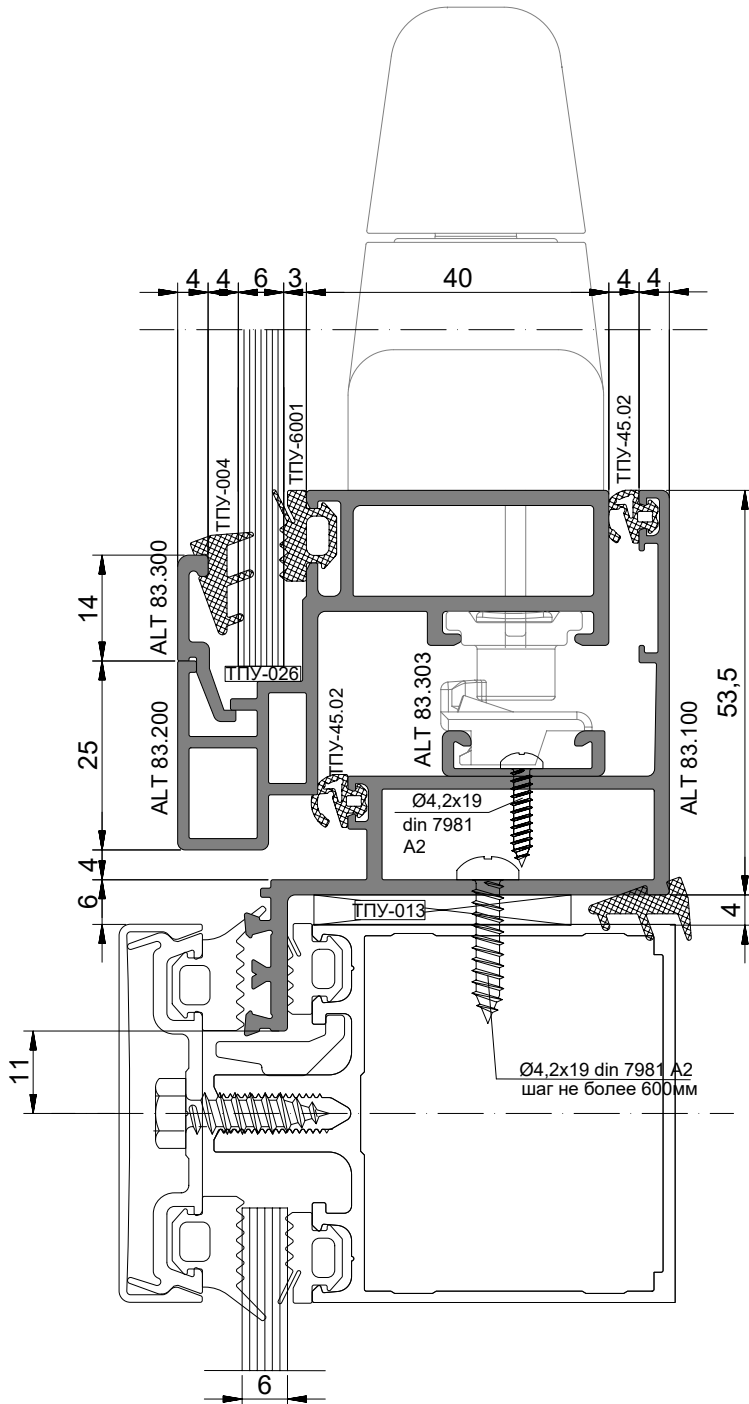 4 4 6 3 40 4 4
ТПУ-6001
ТПУ-45.02
ТПУ-004
ALT 83.300
14
ТПУ-026
ALT 83.303
53,5
25
ALT 83.200
ТПУ-45.02
ALT 83.100
Ø4,2x19
din 7981
A2
4
6
ТПУ-013
4
11
Ø4,2x19 din 7981 A2
шаг не более 600мм
6